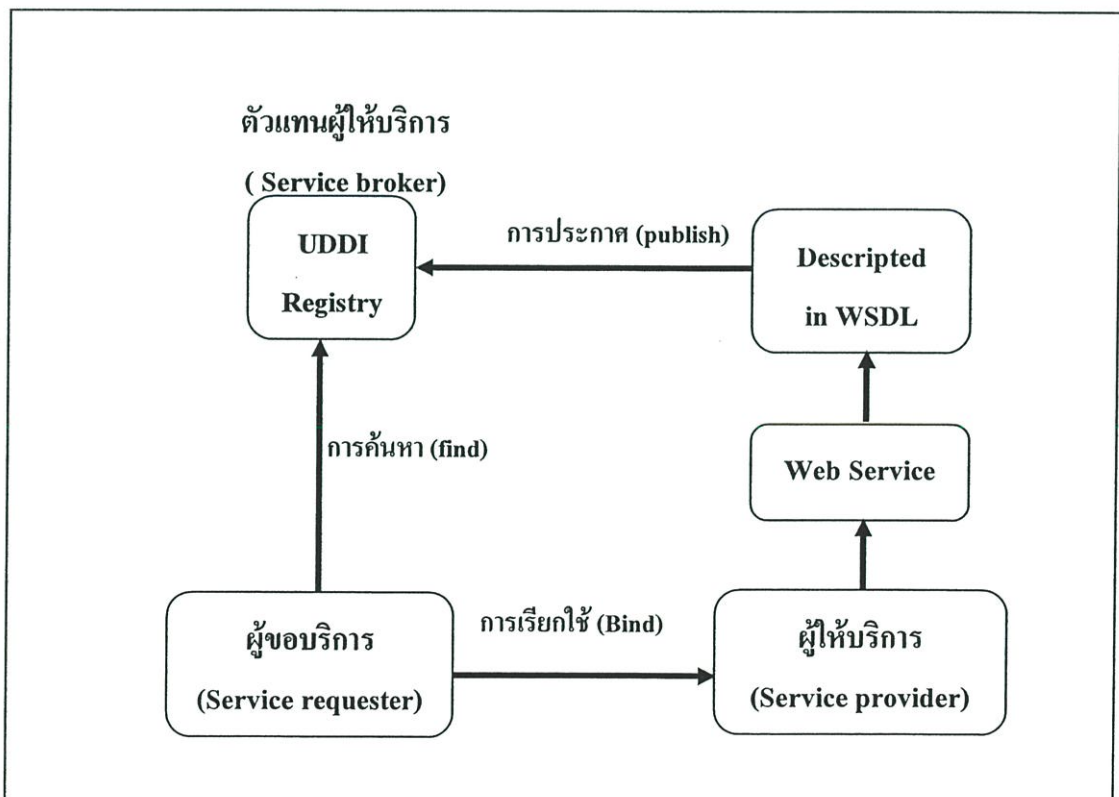 ตัวแทนผู้ให้บริการ
( Service broker)
UDDI
Registry
การประกาศ (publish)
Descripted
in WSDL
การค้นหา (find)
Web Service
ผู้ขอบริการ
(Service requester)
การเรียกใช้ (Bind)
ผู้ให้บริการ
(Service provider)